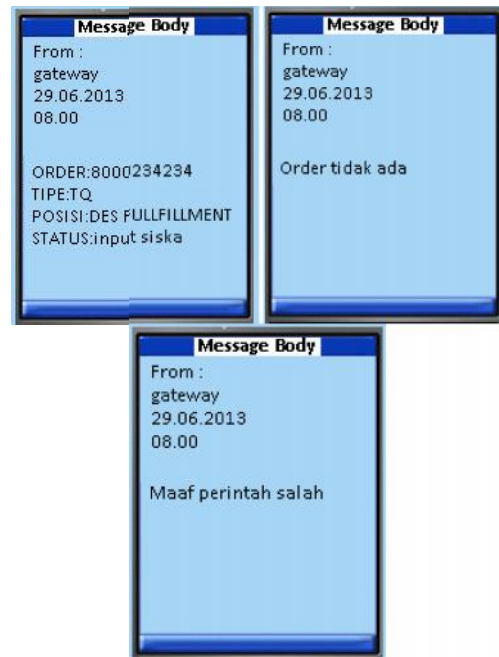 Message Body
From :
gateway
29.06.2013
08.00
ORDER:8000234234
TIPE:TQ
POSISI:DES FULLFILLMENT
STATUS:input siska
Message Body
From :
gateway
29.06.2013
08.00
Order tidak ada
Message Body
From :
gateway
29.06.2013
08.00
Maaf perintah salah